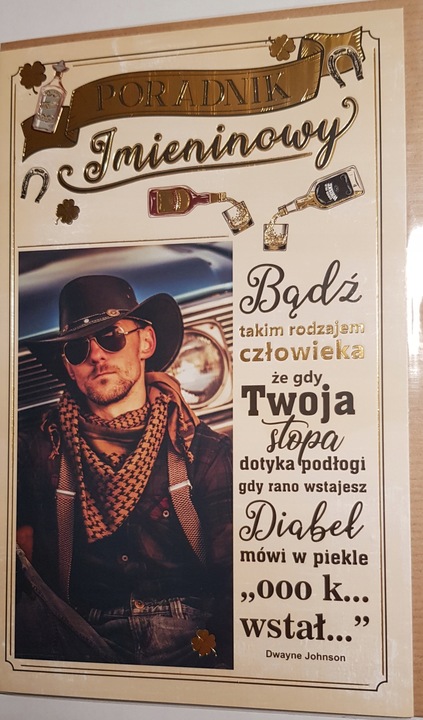 PORADNIK
Imieninowy
Bądź
takim rodzajem
człowieka
że gdy
Twoja
stopa
dotyka podłogi
gdy rano wstajesz
Diabeł
mówi w piekle
„ooo k...
wstał...”
Dwayne Johnson